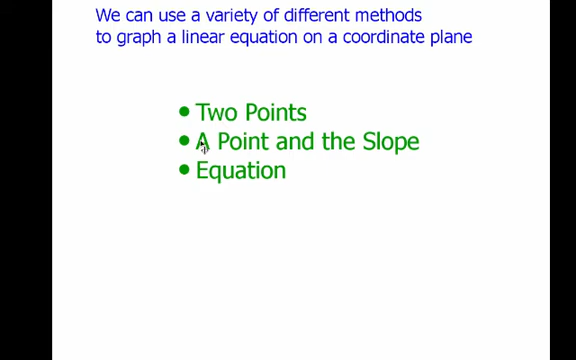 We can use a variety of different methods
to graph a linear equation on a coordinate plane
• Two Points
• A Point and the Slope
• Equation